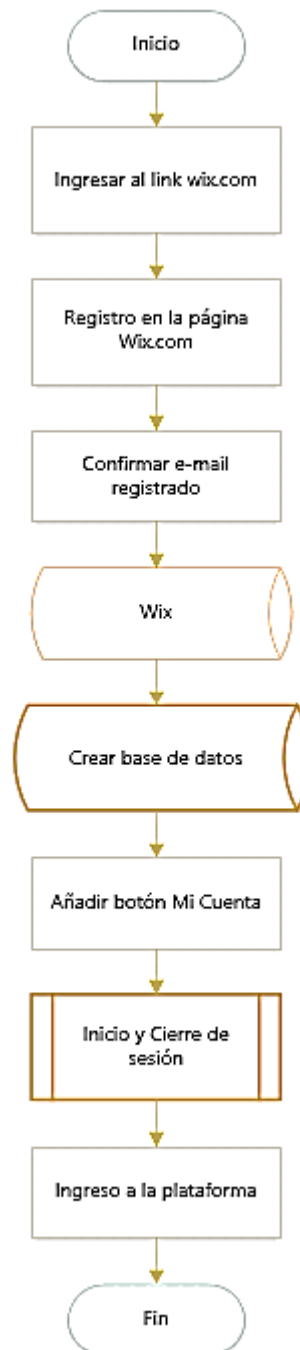 Inicio
Ingresar al link wix.com
Registro en la página
Wix.com
Confirmar e-mail
registrado
Wix
Crear base de datos
Añadir botón Mi Cuenta
Inicio y Cierre de
sesión
Ingreso a la plataforma
Fin